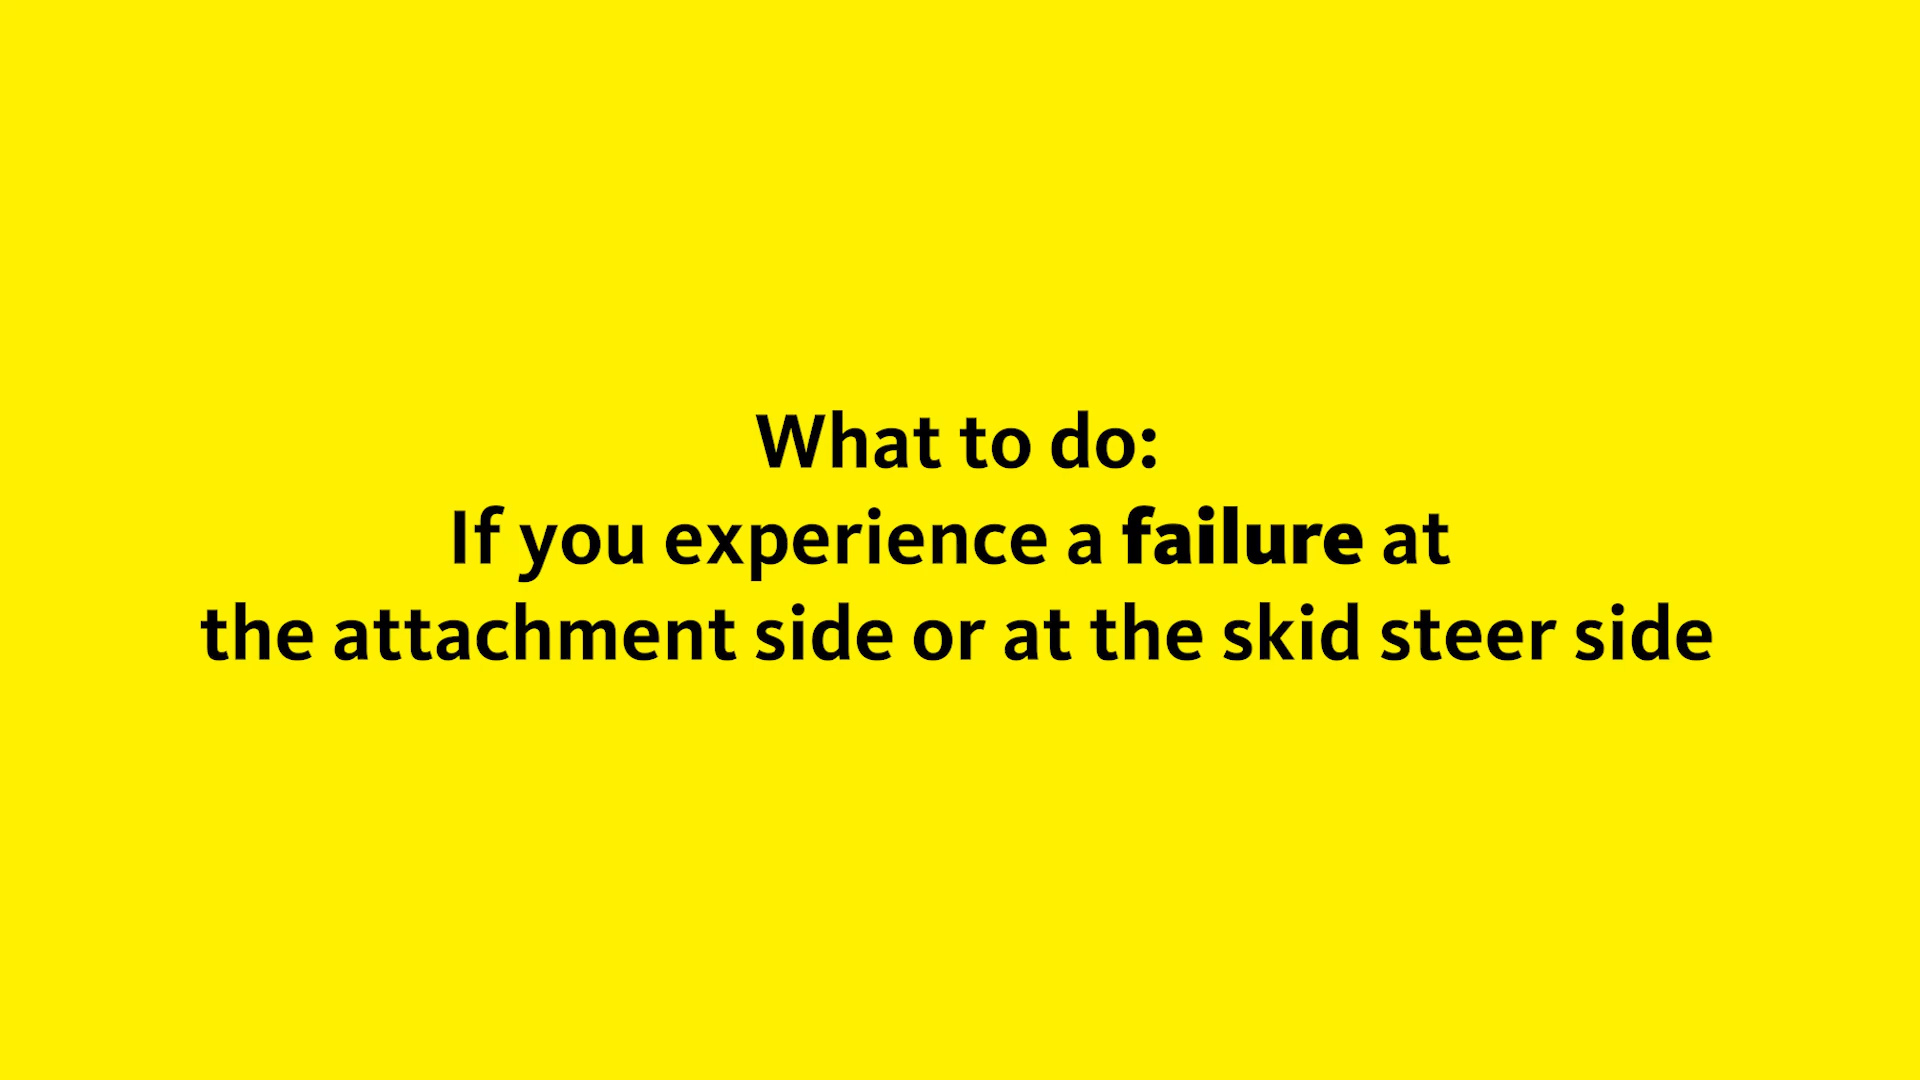 What to do:
If you experience a failure at
the attachment side or at the skid steer side